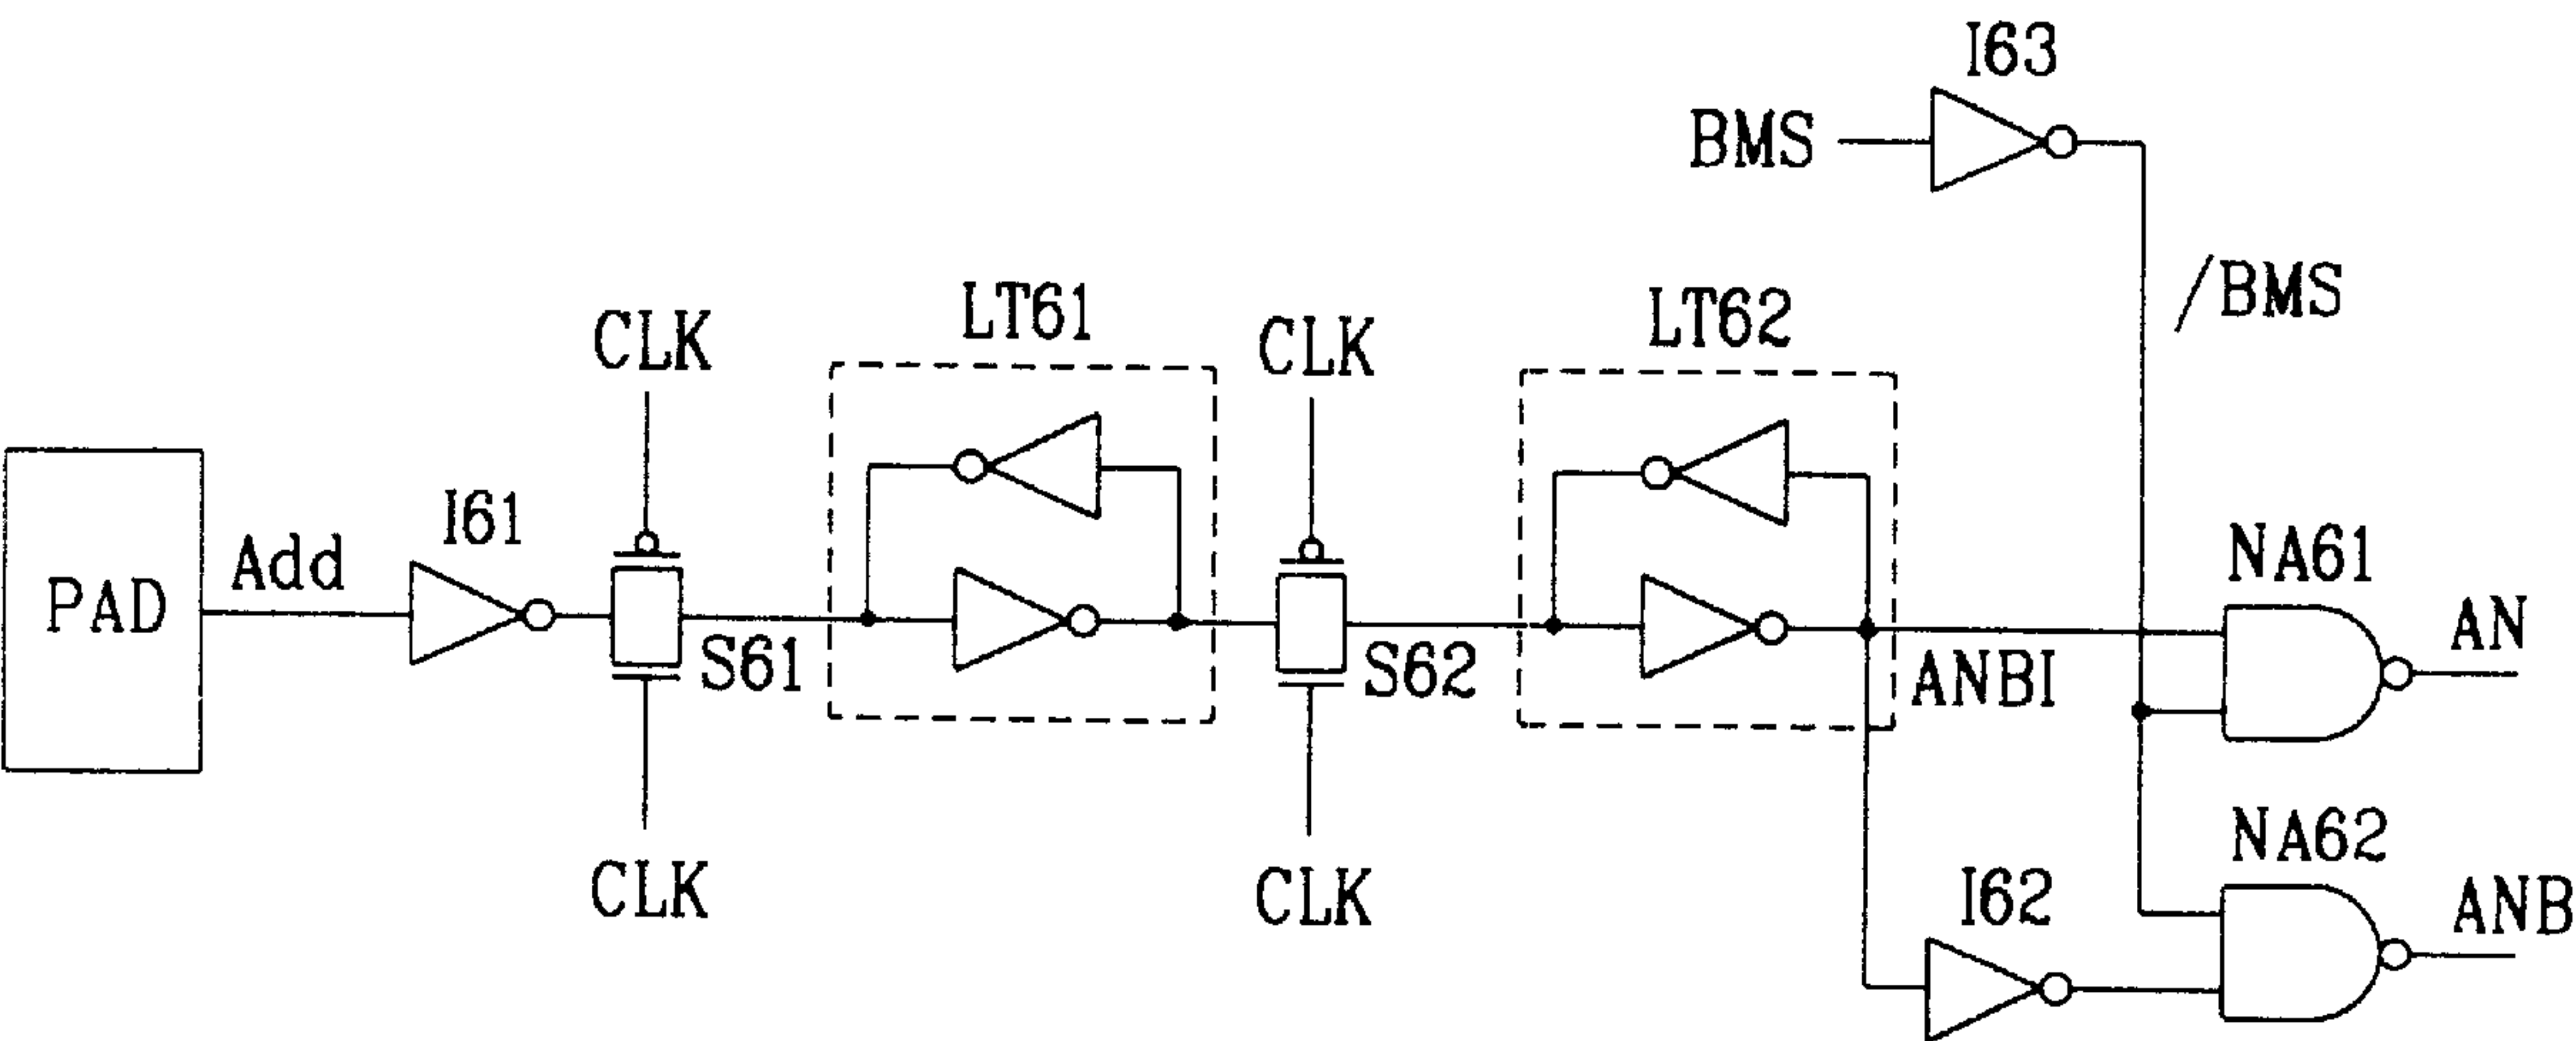 I63
BMS
/BMS
LT61
LT62
CLK
CLK
I61
Add
PAD
S61
S62
ANBI
NA61
AN
NA62
I62
ANB
CLK
CLK